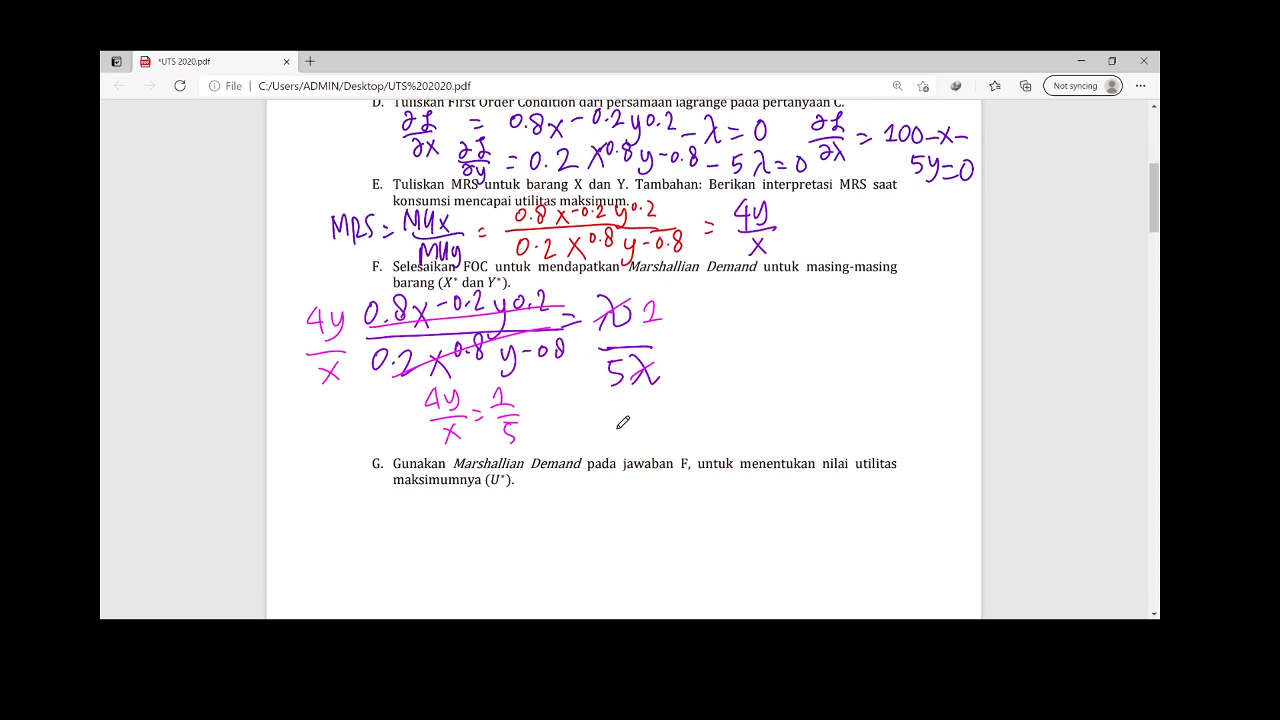 *UTS 2020.pdf
File | C:/Users/ADMIN/Desktop/UTS%202020.pdf
Not syncing
D. Tuliskan First Order Condition dari persamaan lagrange pada pertanyaan C.
∂L/∂x = 0.8x^-0.2 y^0.2 - λ = 0
∂L/∂y = 0.2 x^0.8 y^-0.8 - 5λ = 0
∂L/∂λ = 100-x-5y=0
E. Tuliskan MRS untuk barang X dan Y. Tambahan: Berikan interpretasi MRS saat
konsumsi mencapai utilitas maksimum.
MRS = MUx/MUy = 0.8 x^-0.2 y^0.2 / 0.2 x^0.8 y^-0.8 = 4y/x
F. Selesaikan FOC untuk mendapatkan Marshallian Demand untuk masing-masing
barang (X* dan Y*).
4y/x 0.8x^-0.2 y^0.2 / 0.2 x^0.8 y^-0.8 = λ 1 / 5λ
4y/x = 1/5
G. Gunakan Marshallian Demand pada jawaban F, untuk menentukan nilai utilitas
maksimumnya (U*).